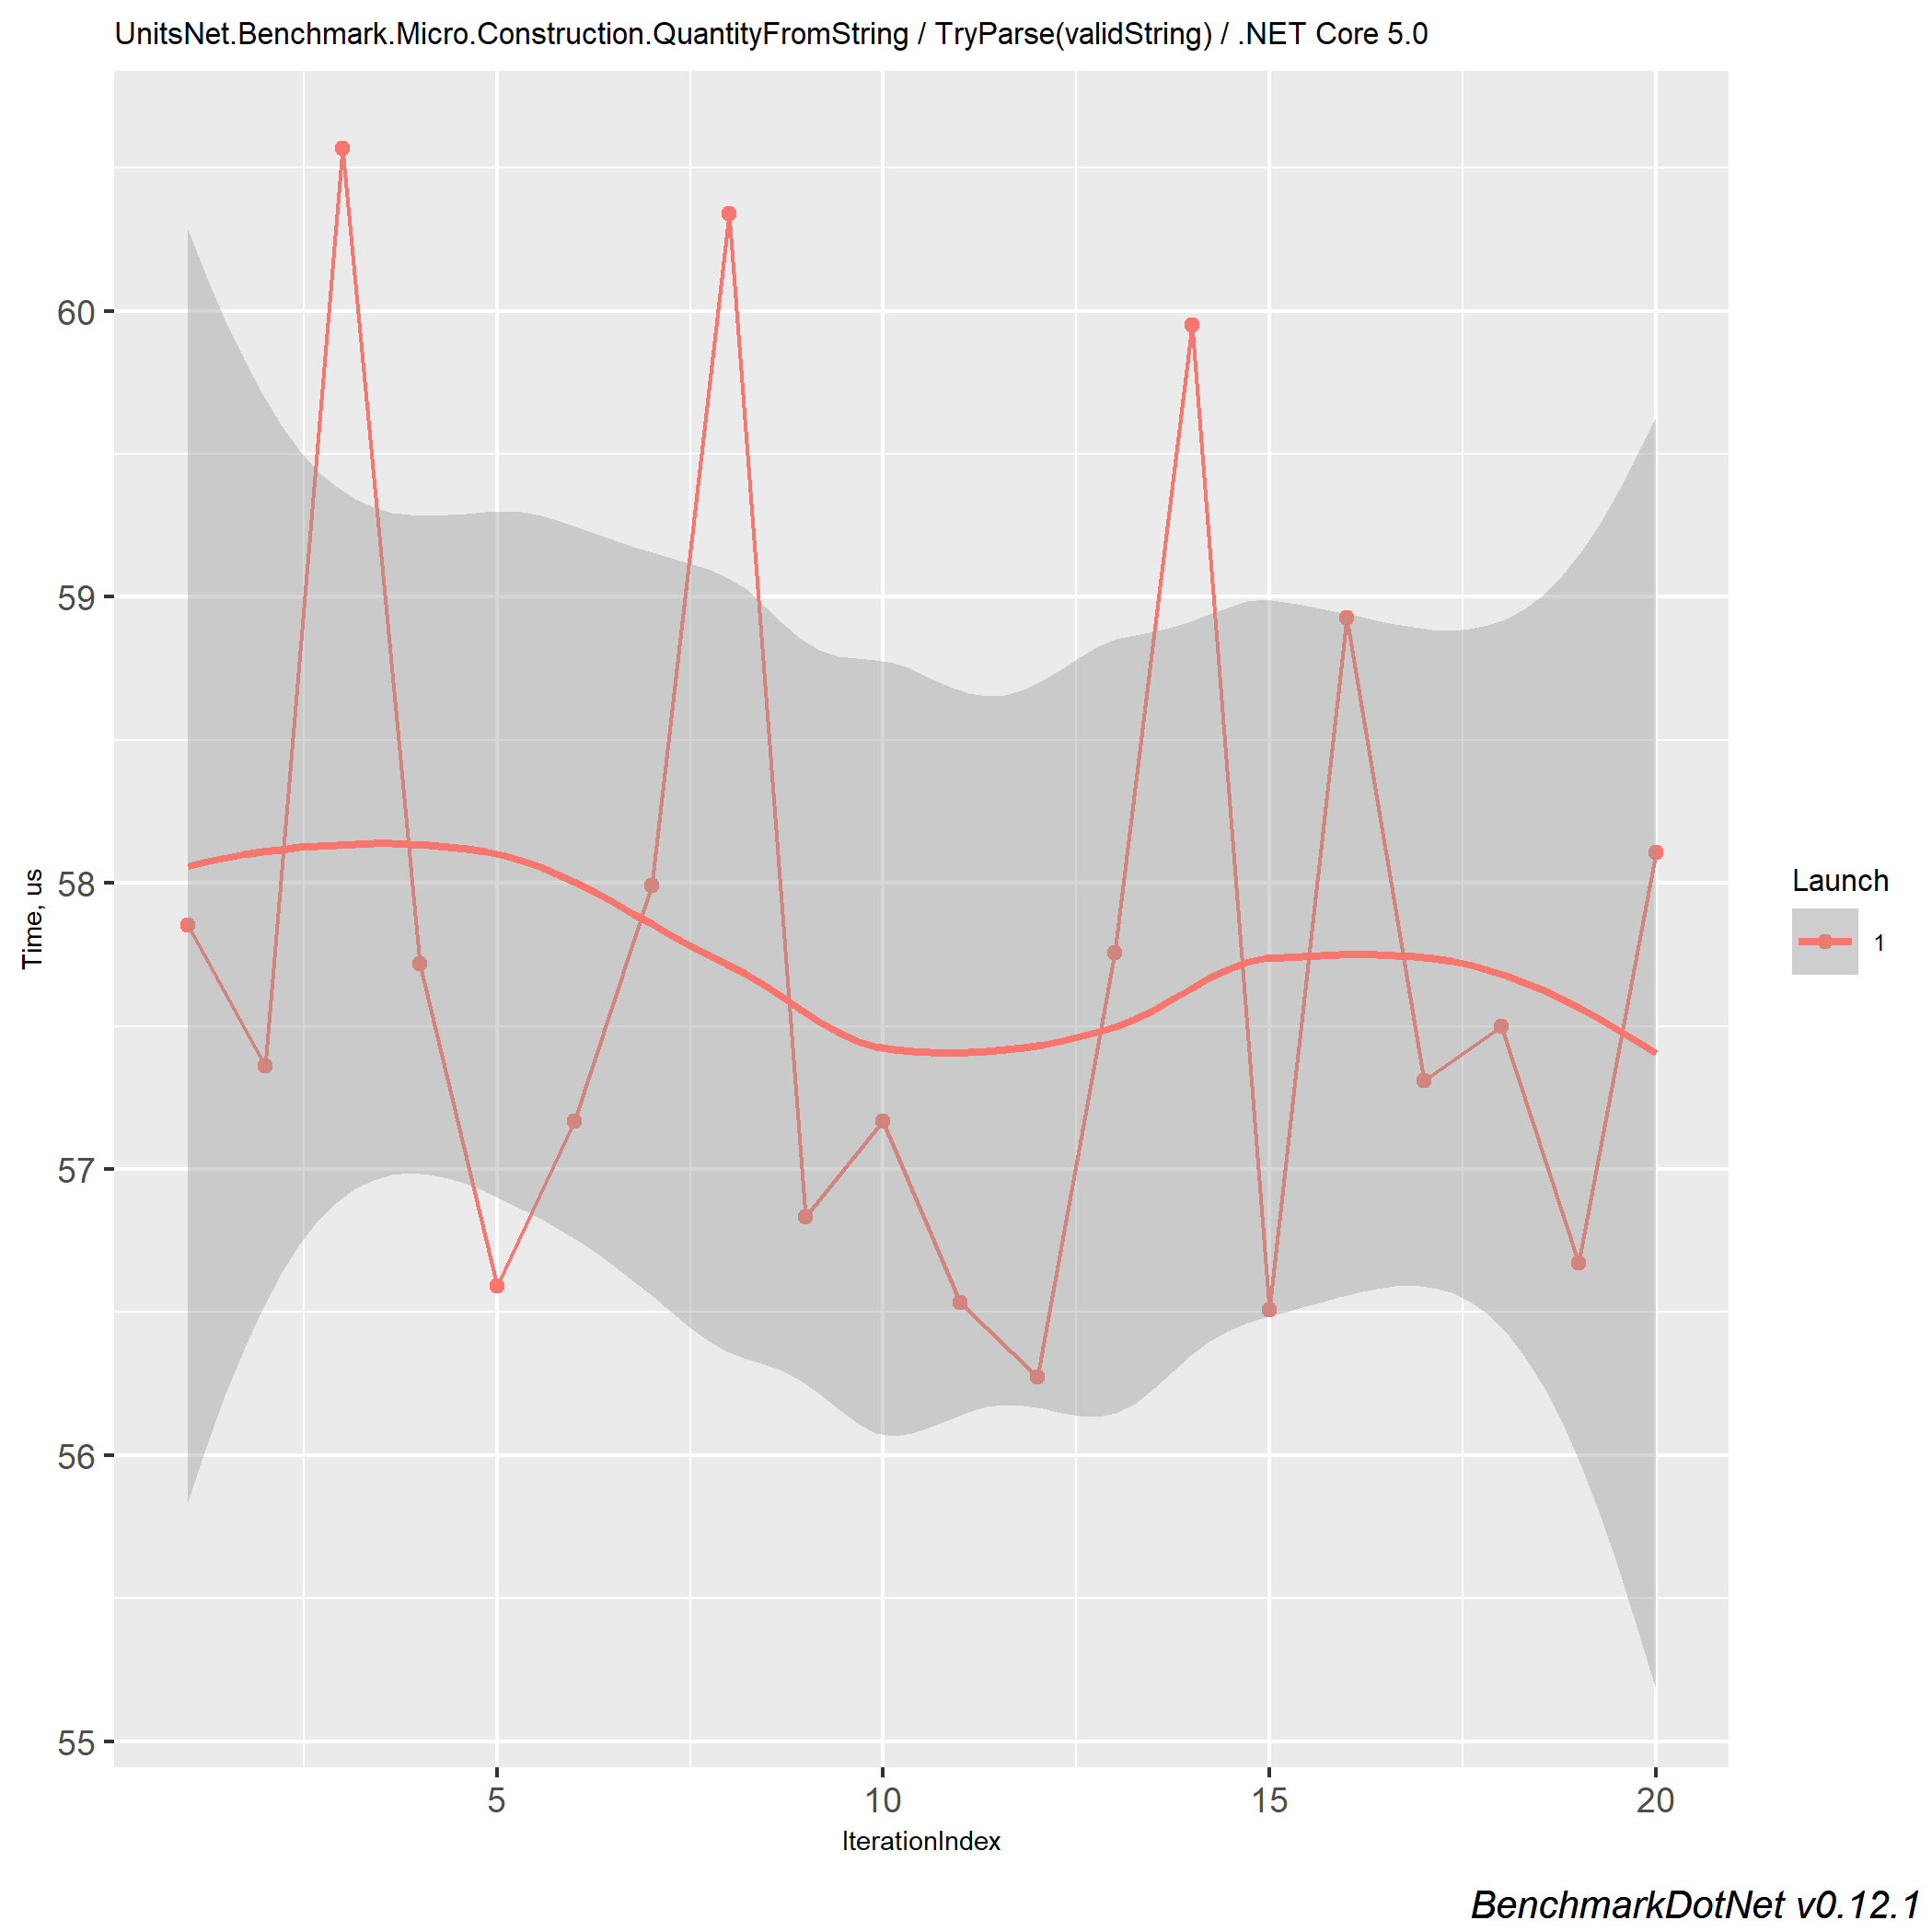 UnitsNet.Benchmark.Micro.Construction.QuantityFromString / TryParse(validString) / .NET Core 5.0
60
59
58
57
56
55
Time, us
5
10
15
20
IterationIndex
Launch
1
BenchmarkDotNet v0.12.1